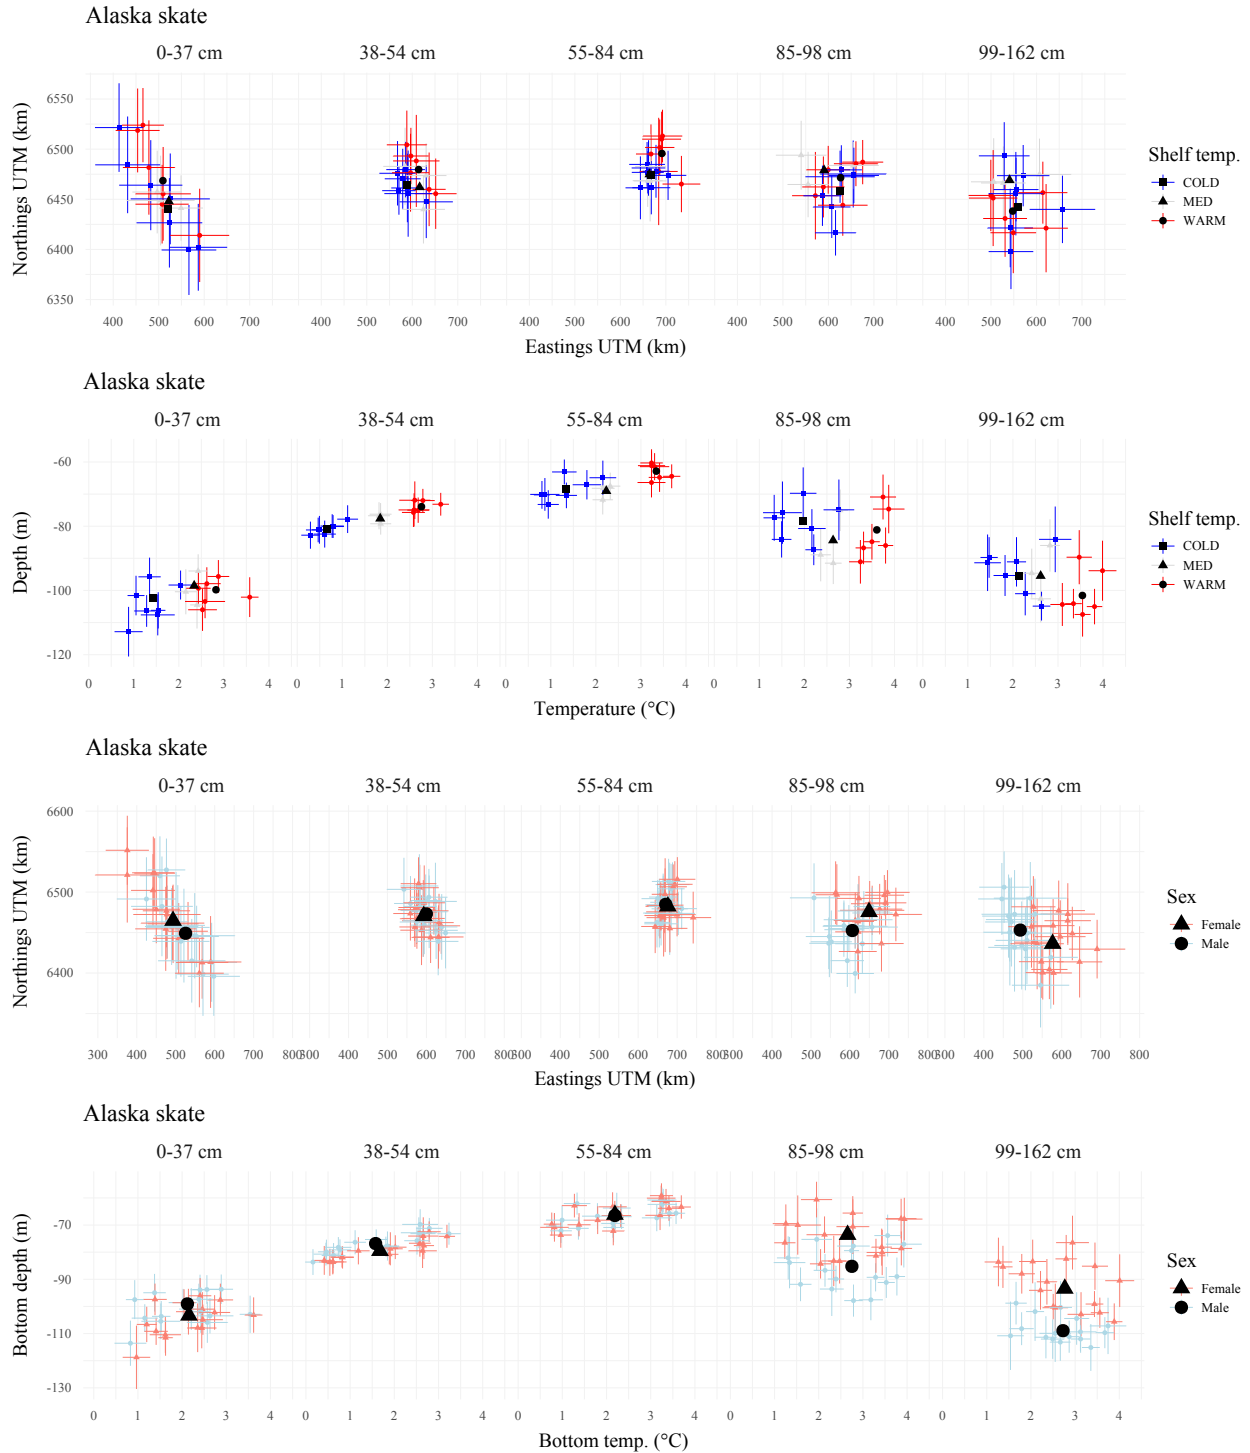 Alaska skate
0-37 cm 38-54 cm 55-84 cm 85-98 cm 99-162 cm
Northings UTM (km)
6550
6500
6450
6400
6350
400 500 600 700 400 500 600 700 400 500 600 700 400 500 600 700 400 500 600 700
Eastings UTM (km)
Shelf temp.
COLD
MED
WARM
Alaska skate
0-37 cm 38-54 cm 55-84 cm 85-98 cm 99-162 cm
Depth (m)
-60
-80
-100
-120
0 1 2 3 4 0 1 2 3 4 0 1 2 3 4 0 1 2 3 4 0 1 2 3 4
Temperature (°C)
Shelf temp.
COLD
MED
WARM
Alaska skate
0-37 cm 38-54 cm 55-84 cm 85-98 cm 99-162 cm
Northings UTM (km)
6600
6500
6400
300 400 500 600 700 800 300 400 500 600 700 800 300 400 500 600 700 800 300 400 500 600 700 800 300 400 500 600 700 800
Eastings UTM (km)
Sex
Female
Male
Alaska skate
0-37 cm 38-54 cm 55-84 cm 85-98 cm 99-162 cm
Bottom depth (m)
-70
-90
-110
-130
0 1 2 3 4 0 1 2 3 4 0 1 2 3 4 0 1 2 3 4 0 1 2 3 4
Bottom temp. (°C)
Sex
Female
Male